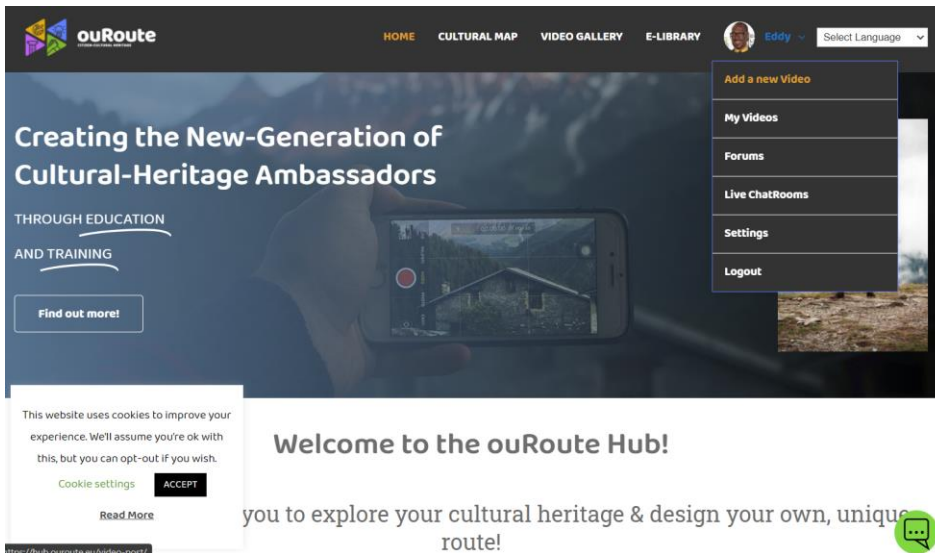 ouRoute
CITIZEN CULTURAL HERITAGE
HOME CULTURAL MAP VIDEO GALLERY E-LIBRARY Eddy Select Language
Add a new Video
My Videos
Forums
Live ChatRooms
Settings
Logout
Creating the New-Generation of
Cultural-Heritage Ambassadors
THROUGH EDUCATION
AND TRAINING
Find out more!
This website uses cookies to improve your
experience. We'll assume you're ok with
this, but you can opt-out if you wish.
Cookie settings ACCEPT
Read More
Welcome to the ouRoute Hub!
you to explore your cultural heritage & design your own, unique
route!
https://hub.ouroute.eu/video-post/